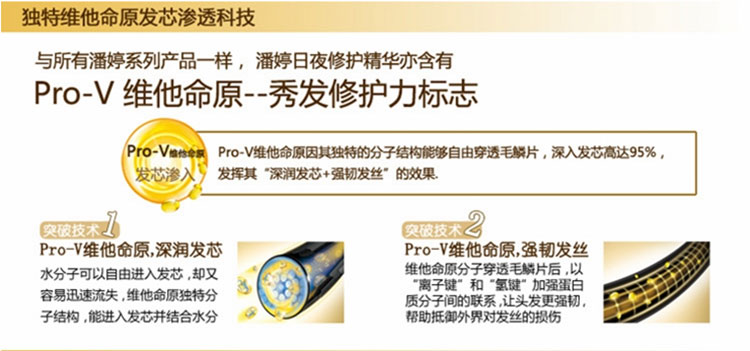 独特维他命原发芯渗透科技
与所有潘婷系列产品一样，潘婷日夜修护精华亦含有
Pro-V 维他命原--秀发修护力标志
Pro-V维他命原
发芯渗入
Pro-V维他命原因其独特的分子结构能够自由穿透毛鳞片，深入发芯高达95%，
发挥其“深润发芯+强韧发丝”的效果.
突破技术1
Pro-V维他命原,深润发芯
水分子可以自由进入发芯，却又
容易迅速流失，维他命原独特分
子结构，能进入发芯并结合水分
突破技术2
Pro-V维他命原,强韧发丝
维他命原分子穿透毛鳞片后，以
“离子键”和“氢键”加强蛋白
质分子间的联系，让头发更强韧，
帮助抵御外界对发丝的损伤